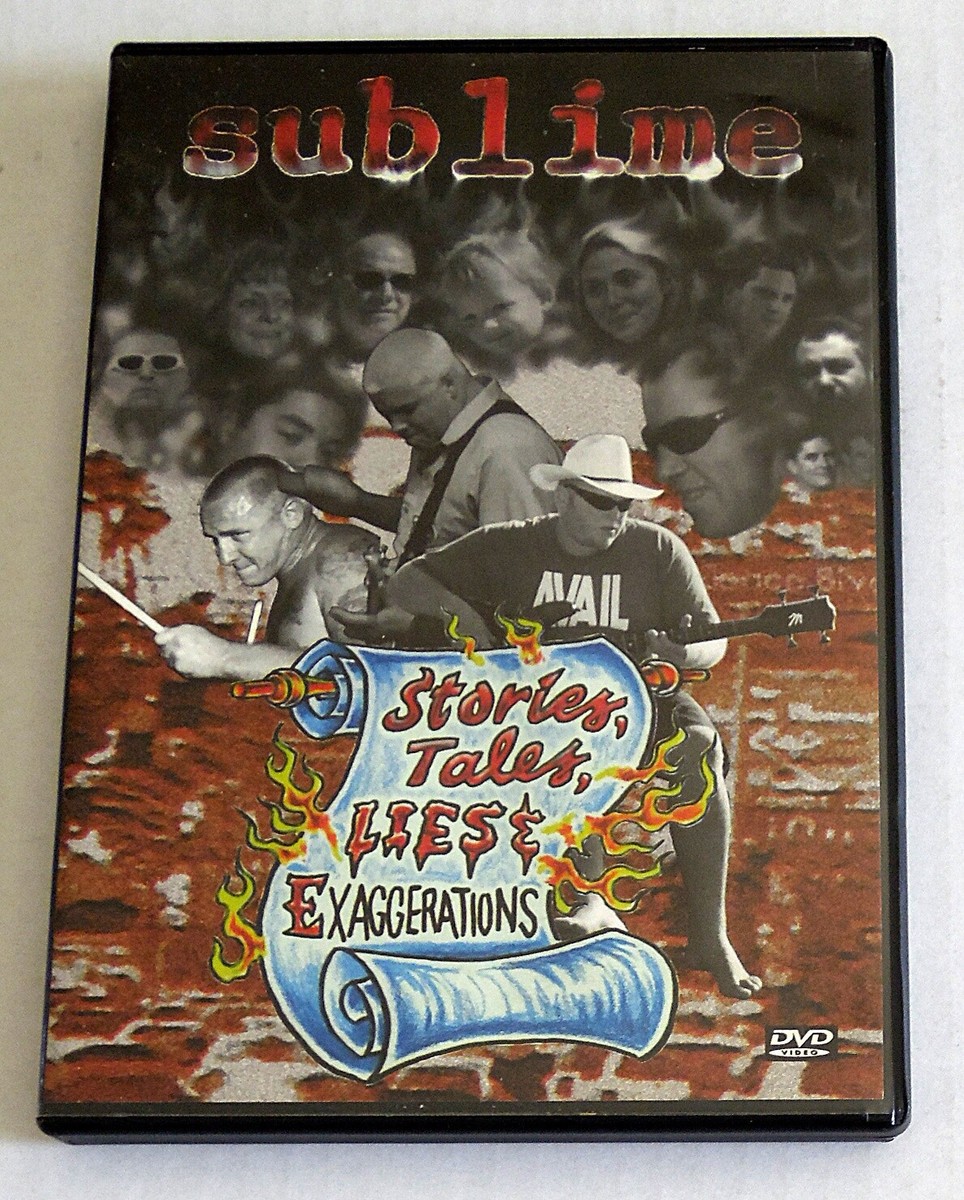 sublime
AVAIL
Stories,
Tales,
LIES &
EXAGGERATIONS
DVD
VIDEO